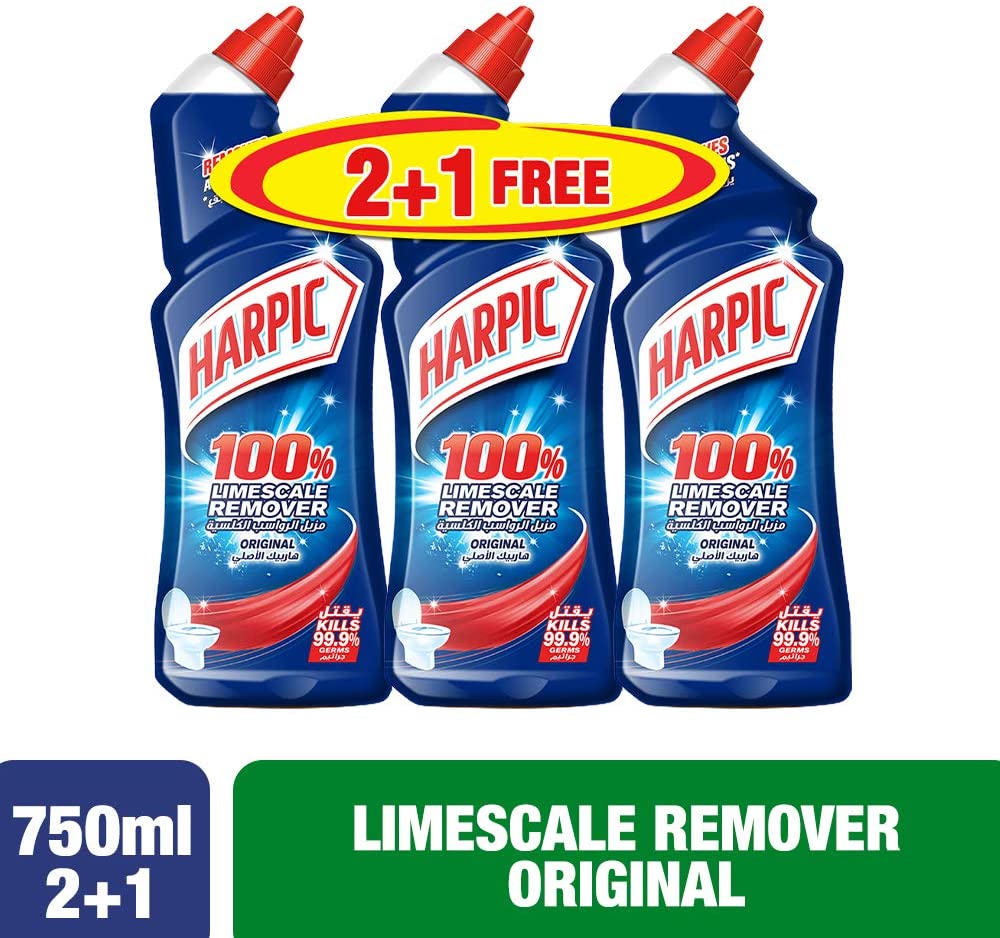 2+1 FREE
HARPIC
100%
LIMESCALE
REMOVER
مزيل الرواسب الكلسية
ORIGINAL
هاربيك الأصلي
يقتل
KILLS
99.9%
GERMS
جراثيم
HARPIC
100%
LIMESCALE
REMOVER
مزيل الرواسب الكلسية
ORIGINAL
هاربيك الأصلي
يقتل
KILLS
99.9%
GERMS
جراثيم
HARPIC
100%
LIMESCALE
REMOVER
مزيل الرواسب الكلسية
ORIGINAL
هاربيك الأصلي
يقتل
KILLS
99.9%
GERMS
جراثيم
750ml
2+1
LIMESCALE REMOVER
ORIGINAL